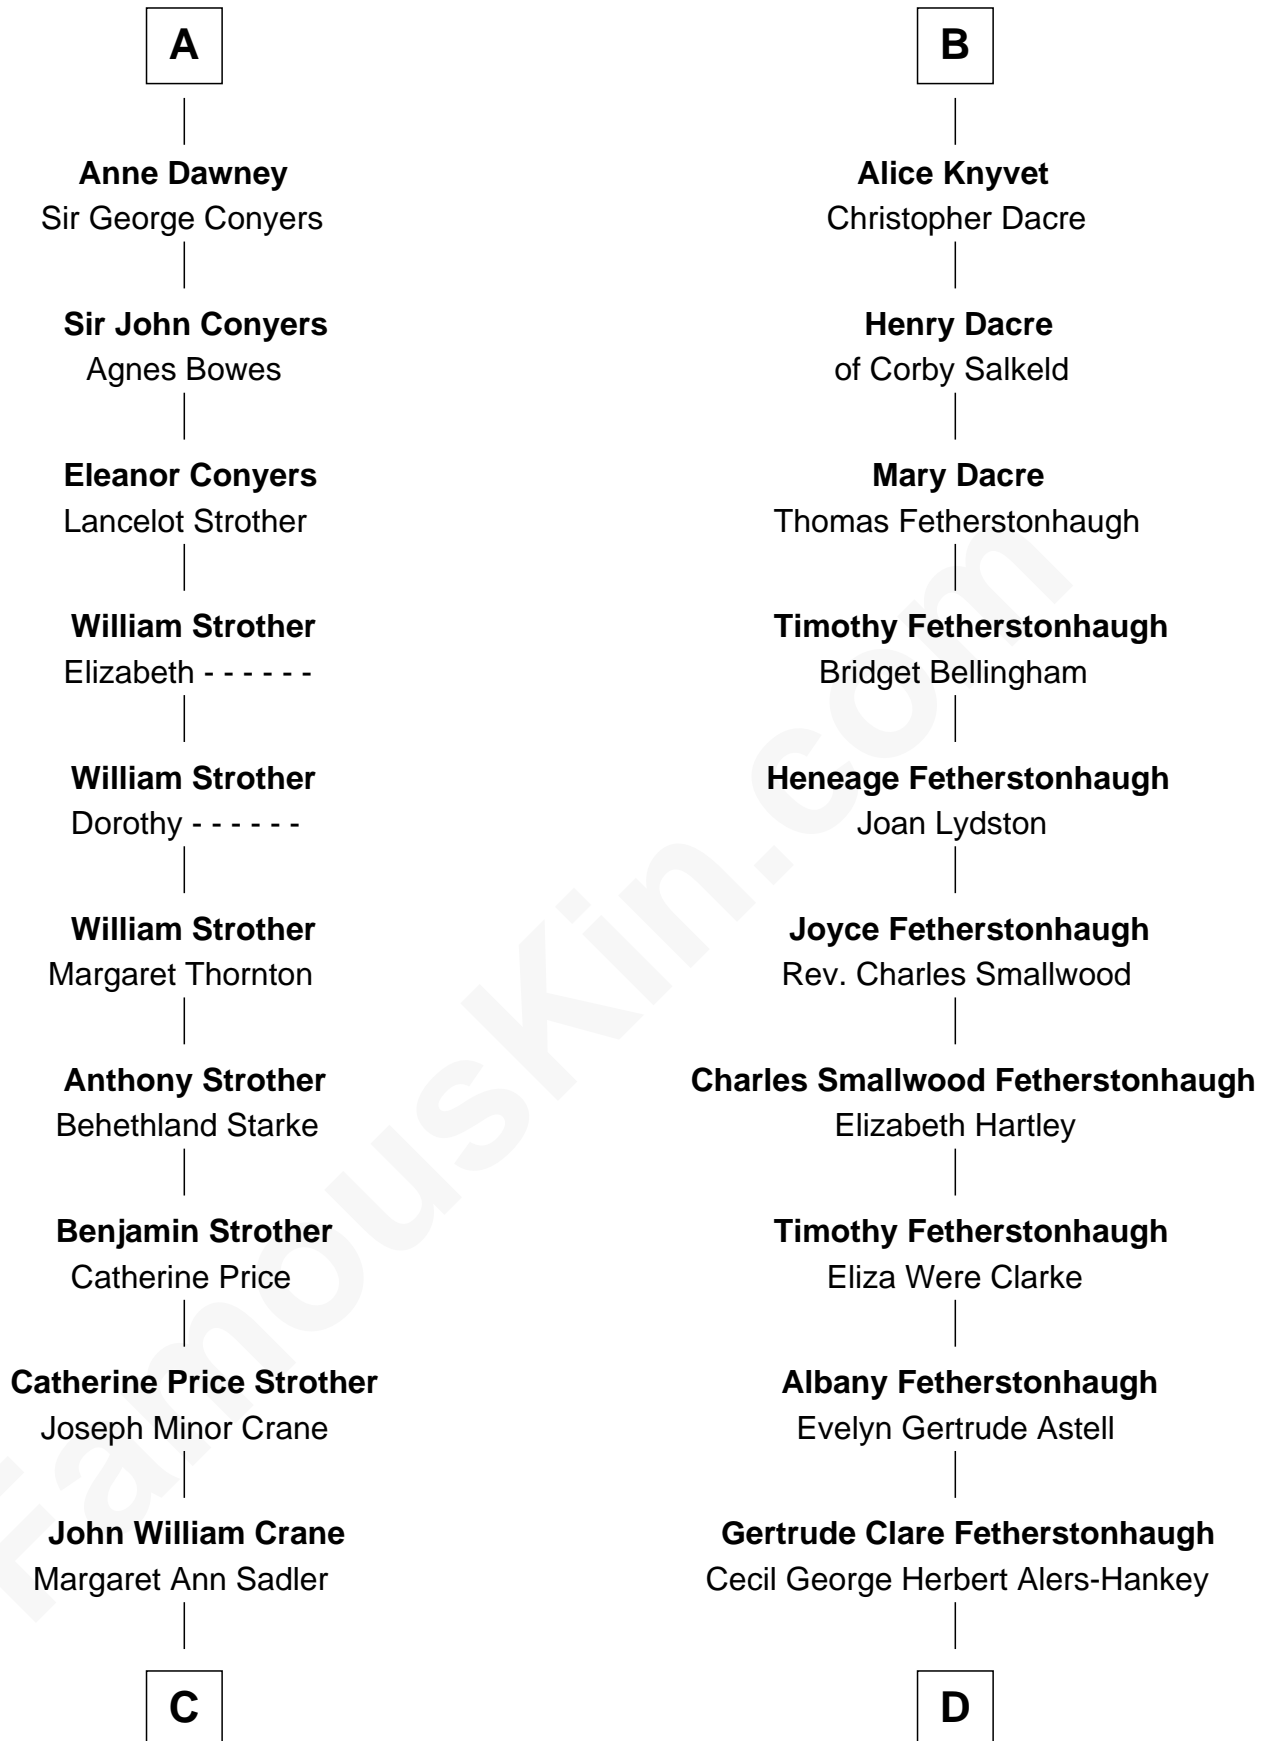 A
Anne Dawney
Sir George Conyers
Sir John Conyers
Agnes Bowes
Eleanor Conyers
Lancelot Strother
William Strother
Elizabeth - - - - - -
William Strother
Dorothy - - - - - -
William Strother
Margaret Thornton
Anthony Strother
Behethland Starke
Benjamin Strother
Catherine Price
Catherine Price Strother
Joseph Minor Crane
John William Crane
Margaret Ann Sadler
C
B
Alice Knyvet
Christopher Dacre
Henry Dacre
of Corby Salkeld
Mary Dacre
Thomas Fetherstonhaugh
Timothy Fetherstonhaugh
Bridget Bellingham
Heneage Fetherstonhaugh
Joan Lydston
Joyce Fetherstonhaugh
Rev. Charles Smallwood
Charles Smallwood Fetherstonhaugh
Elizabeth Hartley
Timothy Fetherstonhaugh
Eliza Were Clarke
Albany Fetherstonhaugh
Evelyn Gertrude Astell
Gertrude Clare Fetherstonhaugh
Cecil George Herbert Alers-Hankey
D
FamousKin.com